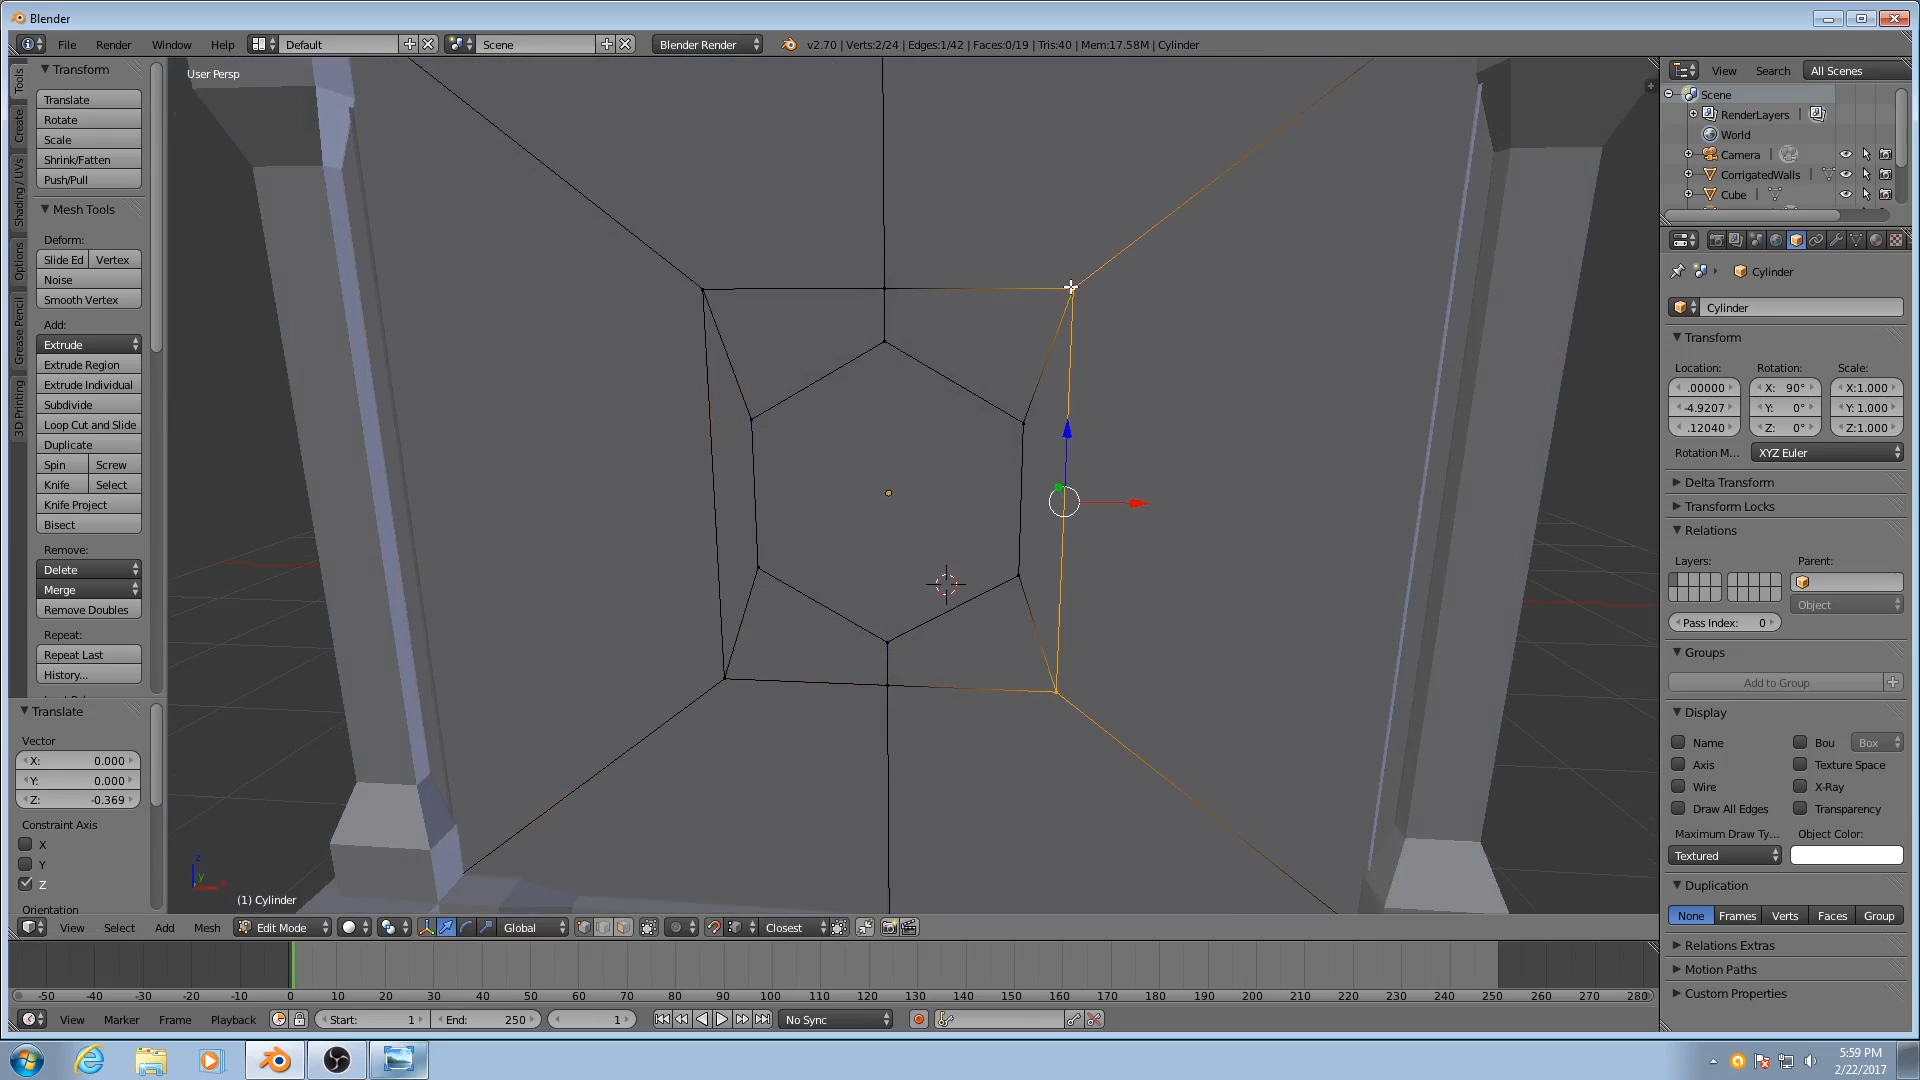 Blender
File Render Window Help Default Scene Blender Render v2.70 | Verts:2/24 | Edges:1/42 | Faces:0/19 | Tris:40 | Mem:17.58M | Cylinder
Tools
Create
Shading / UVs
Options
Grease Pencil
3D Printing
Transform
Translate
Rotate
Scale
Shrink/Fatten
Push/Pull
Mesh Tools
Deform:
Slide Ed Vertex
Noise
Smooth Vertex
Add:
Extrude
Extrude Region
Extrude Individual
Subdivide
Loop Cut and Slide
Duplicate
Spin Screw
Knife Select
Knife Project
Bisect
Remove:
Delete
Merge
Remove Doubles
Repeat:
Repeat Last
History...
Translate
Vector
X: 0.000
Y: 0.000
Z: -0.369
Constraint Axis
X
Y
Z
Orientation
User Persp
z
y
(1) Cylinder
View Select Add Mesh Edit Mode Global Closest
View Search All Scenes
Scene
RenderLayers |
World
Camera |
CorrigatedWalls |
Cube |
Cylinder
Cylinder
Transform
Location: Rotation: Scale:
.00000 X: 90° X:1.000
-4.9207 Y: 0° Y: 1.000
.12040 Z: 0° Z:1.000
Rotation M... XYZ Euler
Delta Transform
Transform Locks
Relations
Layers: Parent:
Object
Pass Index: 0
Groups
Add to Group
Display
Name Bou Box
Axis Texture Space
Wire X-Ray
Draw All Edges Transparency
Maximum Draw Ty... Object Color:
Textured
Duplication
None Frames Verts Faces Group
Relations Extras
Motion Paths
Custom Properties
-50 -40 -30 -20 -10 0 10 20 30 40 50 60 70 80 90 100 110 120 130 140 150 160 170 180 190 200 210 220 230 240 250 260 270 280
View Marker Frame Playback Start: 1 End: 250 1 No Sync
5:59 PM
2/22/2017